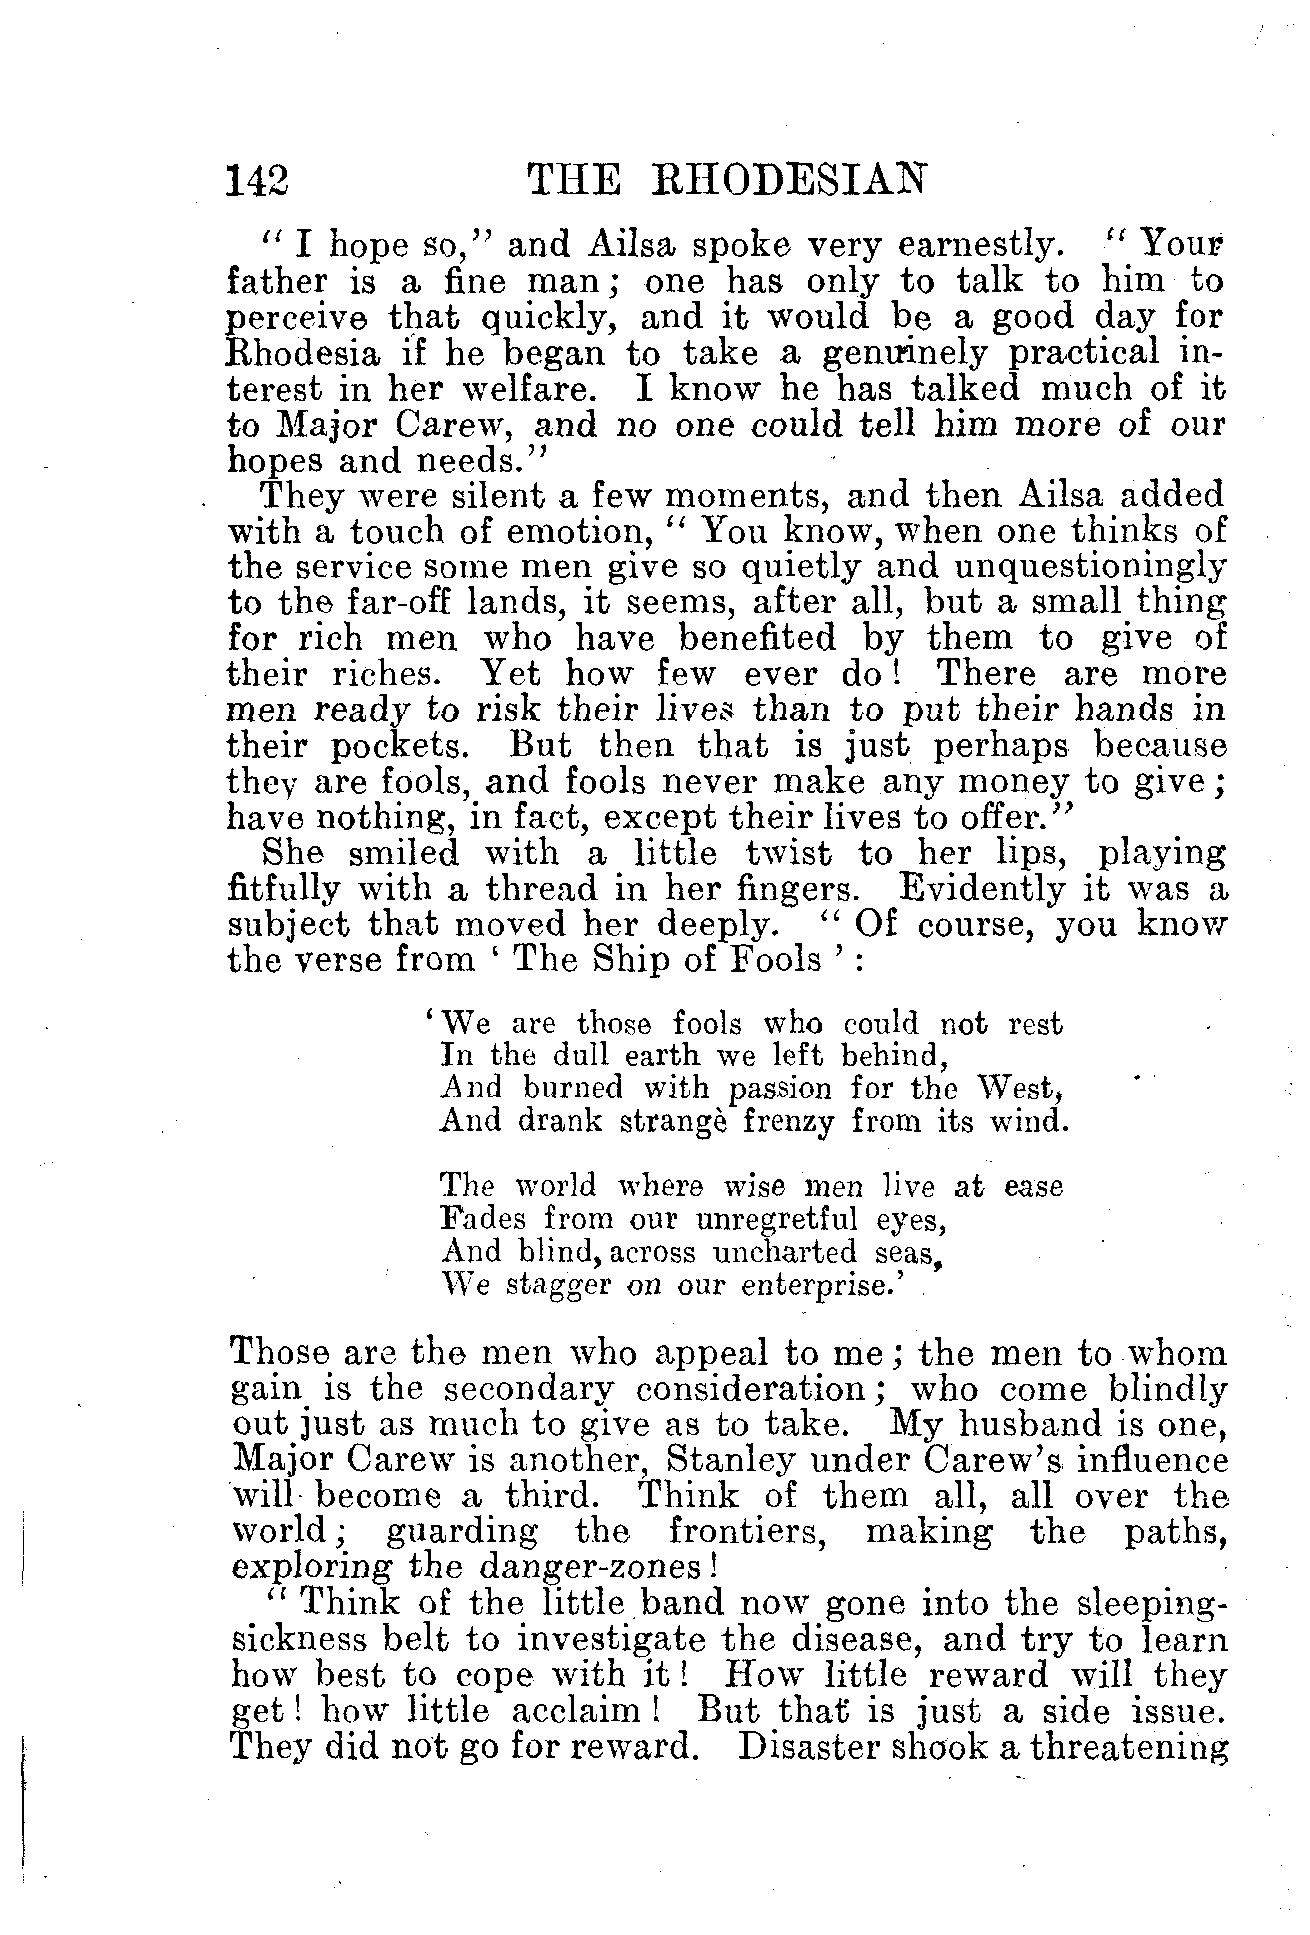 142 THE RHODESIAN
“ I hope so,” and Ailsa spoke very earnestly. “ Your
father is a fine man ; one has only to talk to him to
perceive that quickly, and it would be a good day for
Rhodesia if he began to take a genuinely practical in-
terest in her welfare. I know he has talked much of it
to Major Carew, and no one could tell him more of our
hopes and needs.”
They were silent a few moments, and then Ailsa added
with a touch of emotion, “ You know, when one thinks of
the service some men give so quietly and unquestioningly
to the far-off lands, it seems, after all, but a small thing
for rich men who have benefited by them to give of
their riches. Yet how few ever do ! There are more
men ready to risk their lives than to put their hands in
their pockets. But then that is just perhaps because
they are fools, and fools never make any money to give ;
have nothing, in fact, except their lives to offer.”
She smiled with a little twist to her lips, playing
fitfully with a thread in her fingers. Evidently it was a
subject that moved her deeply. “ Of course, you know
the verse from ‘ The Ship of Fools ’ :
‘ We are those fools who could not rest
In the dull earth we left behind,
And burned with passion for the West,
And drank strangè frenzy from its wind.
The world where wise men live at ease
Fades from our unregretful eyes,
And blind, across uncharted seas,
We stagger on our enterprise.’
Those are the men who appeal to me ; the men to whom
gain is the secondary consideration ; who come blindly
out just as much to give as to take. My husband is one,
Major Carew is another, Stanley under Carew’s influence
will become a third. Think of them all, all over the
world ; guarding the frontiers, making the paths,
exploring the danger-zones !
“ Think of the little band now gone into the sleeping-
sickness belt to investigate the disease, and try to learn
how best to cope with it ! How little reward will they
get ! how little acclaim ! But that is just a side issue.
They did not go for reward. Disaster shook a threatening